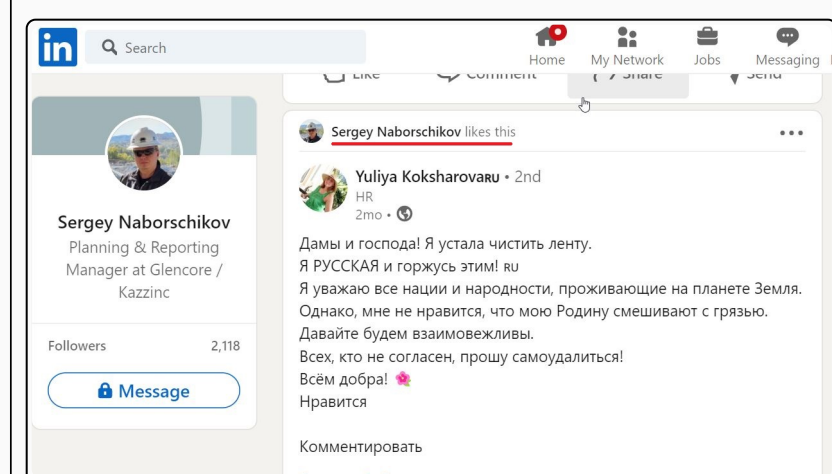 in
Search
Home
My Network
Jobs
Messaging
Like
Comment
Share
Send
Sergey Naborschikov
Planning & Reporting
Manager at Glencore /
Kazzinc
Followers 2,118
Message
Sergey Naborschikov likes this
Yuliya KoksharovaRU • 2nd
HR
2mo •
Дамы и господа! Я устала чистить ленту.
Я РУССКАЯ и горжусь этим! RU
Я уважаю все нации и народности, проживающие на планете Земля.
Однако, мне не нравится, что мою Родину смешивают с грязью.
Давайте будем взаимовежливы.
Всех, кто не согласен, прошу самоудалиться!
Всём добра! 🌺
Нравится
Комментировать